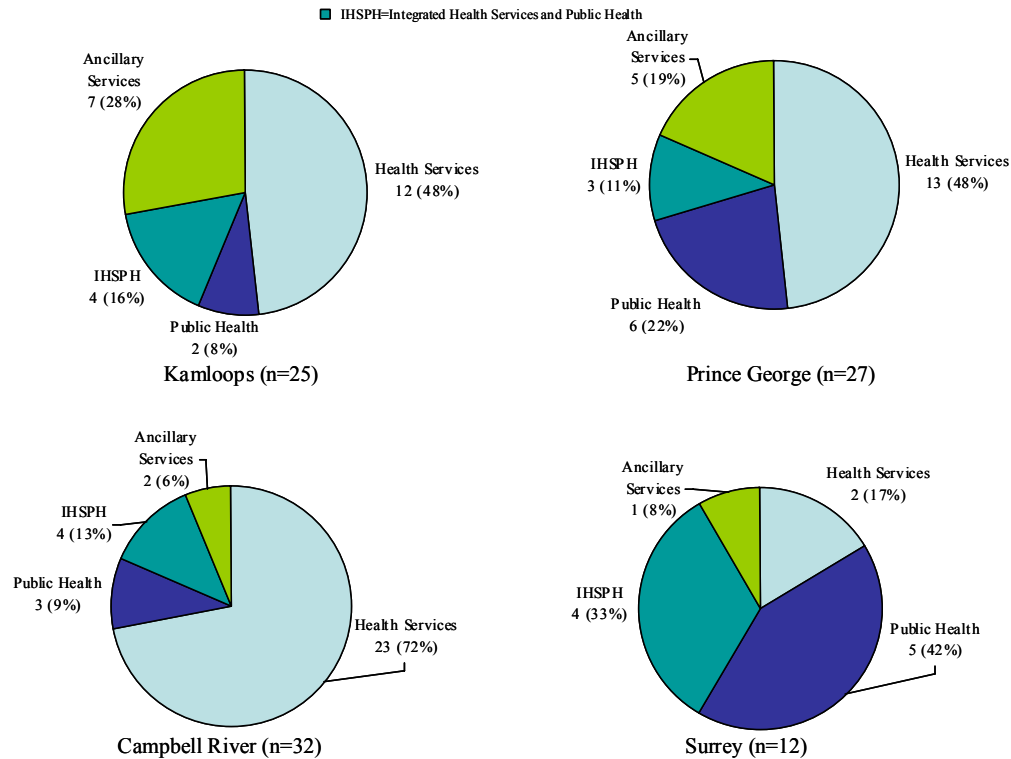 IHSPH=Integrated Health Services and Public Health
Ancillary
Services
7 (28%)
Health Services
12 (48%)
IHSPH
4 (16%)
Public Health
2 (8%)
Kamloops (n=25)
Ancillary
Services
5 (19%)
IHSPH
3 (11%)
Health Services
13 (48%)
Public Health
6 (22%)
Prince George (n=27)
Ancillary
Services
2 (6%)
IHSPH
4 (13%)
Public Health
3 (9%)
Health Services
23 (72%)
Campbell River (n=32)
Ancillary
Services
1 (8%)
Health Services
2 (17%)
IHSPH
4 (33%)
Public Health
5 (42%)
Surrey (n=12)